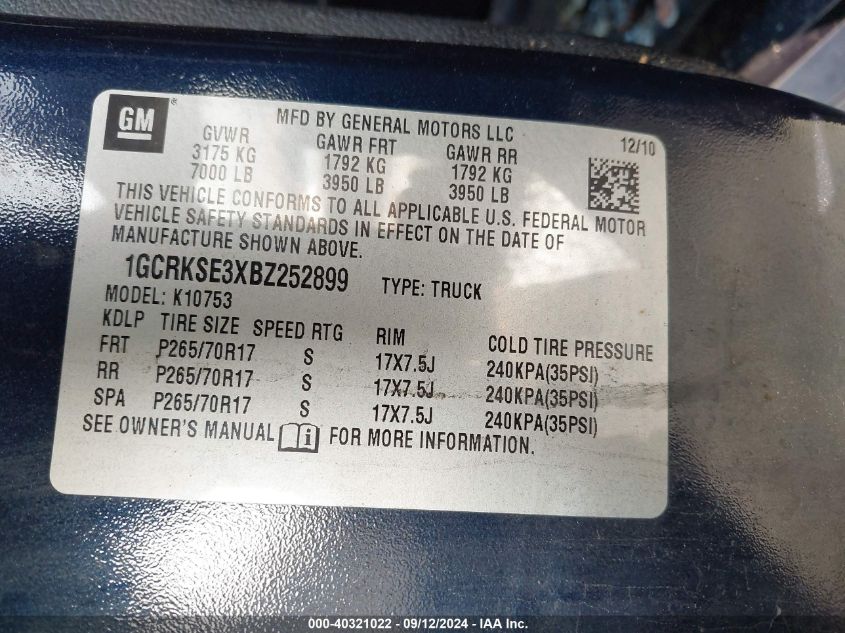 GM ®
MFD BY GENERAL MOTORS LLC
12/10
GVWR GAWR FRT GAWR RR
3175 KG 1792 KG 1792 KG
7000 LB 3950 LB 3950 LB
THIS VEHICLE CONFORMS TO ALL APPLICABLE U.S. FEDERAL MOTOR
VEHICLE SAFETY STANDARDS IN EFFECT ON THE DATE OF
MANUFACTURE SHOWN ABOVE.
1GCRKSE3XBZ252899 TYPE: TRUCK
MODEL: K10753
KDLP TIRE SIZE SPEED RTG RIM COLD TIRE PRESSURE
FRT P265/70R17 S 17X7.5J 240KPA(35PSI)
RR P265/70R17 S 17X7.5J 240KPA(35PSI)
SPA P265/70R17 S 17X7.5J 240KPA(35PSI)
SEE OWNER'S MANUAL i FOR MORE INFORMATION.
000-40321022 - 09/12/2024 - IAA Inc.